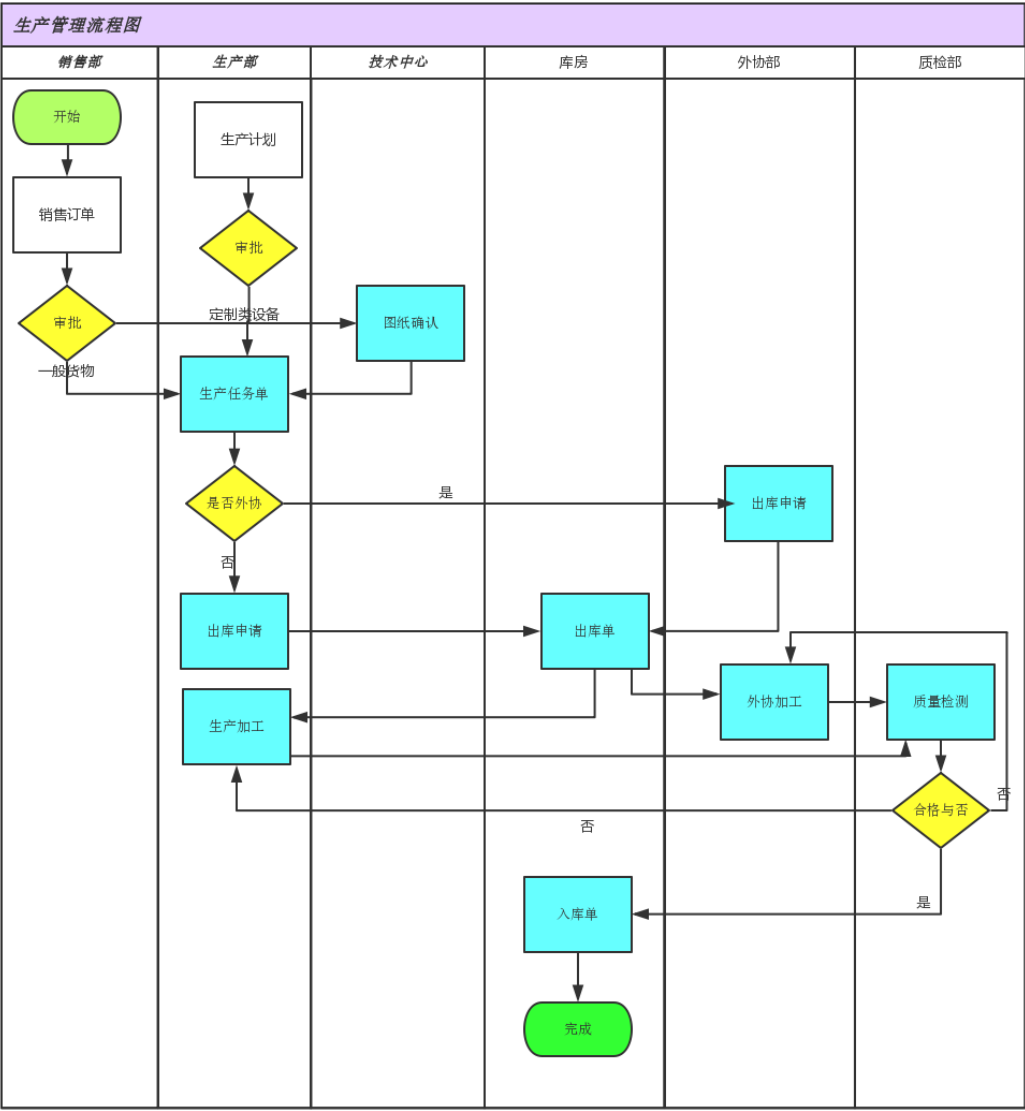 生产管理流程图
销售部
生产部
技术中心
库房
外协部
质检部
开始
生产计划
销售订单
审批
审批
定制类设备
图纸确认
一般货物
生产任务单
是否外协
是
出库申请
否
出库申请
出库单
外协加工
质量检测
生产加工
合格与否
否
否
入库单
是
完成